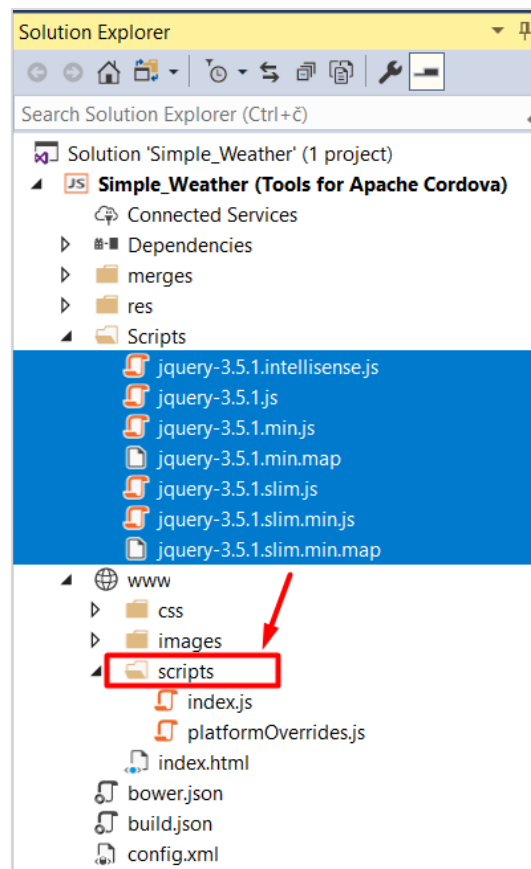 Solution Explorer
Search Solution Explorer (Ctrl+č)
Solution 'Simple_Weather' (1 project)
JS Simple_Weather (Tools for Apache Cordova)
Connected Services
Dependencies
merges
res
Scripts
jquery-3.5.1.intellisense.js
jquery-3.5.1.js
jquery-3.5.1.min.js
jquery-3.5.1.min.map
jquery-3.5.1.slim.js
jquery-3.5.1.slim.min.js
jquery-3.5.1.slim.min.map
www
css
images
scripts
index.js
platformOverrides.js
index.html
bower.json
build.json
config.xml